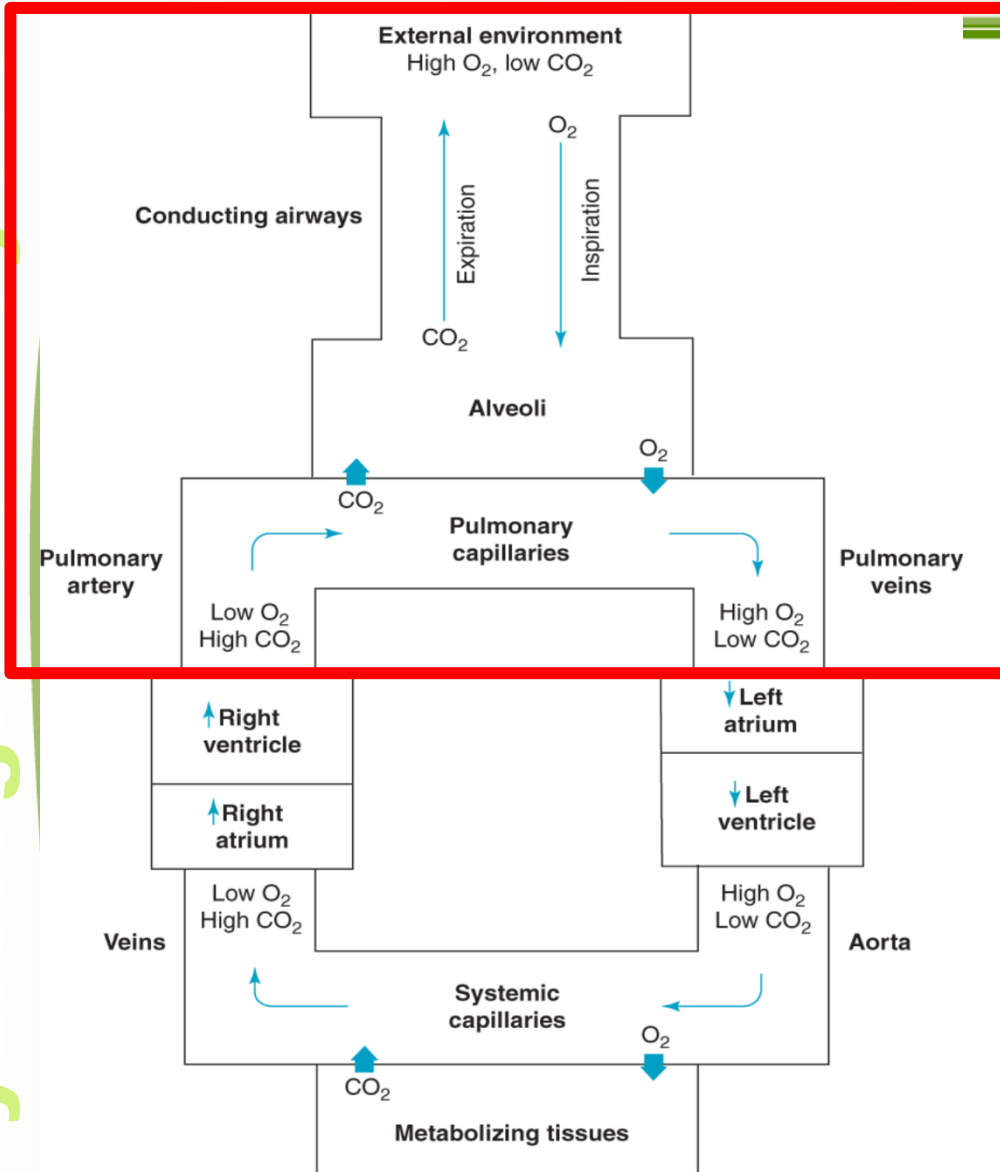 External environment
High O₂, low CO₂
O₂
Conducting airways
Expiration
Inspiration
CO₂
Alveoli
O₂
CO₂
Pulmonary
capillaries
Pulmonary
artery
Pulmonary
veins
Low O₂
High CO₂
High O₂
Low CO₂
Right
ventricle
Left
atrium
Right
atrium
Left
ventricle
Low O₂
High CO₂
High O₂
Low CO₂
Veins
Aorta
Systemic
capillaries
O₂
CO₂
Metabolizing tissues